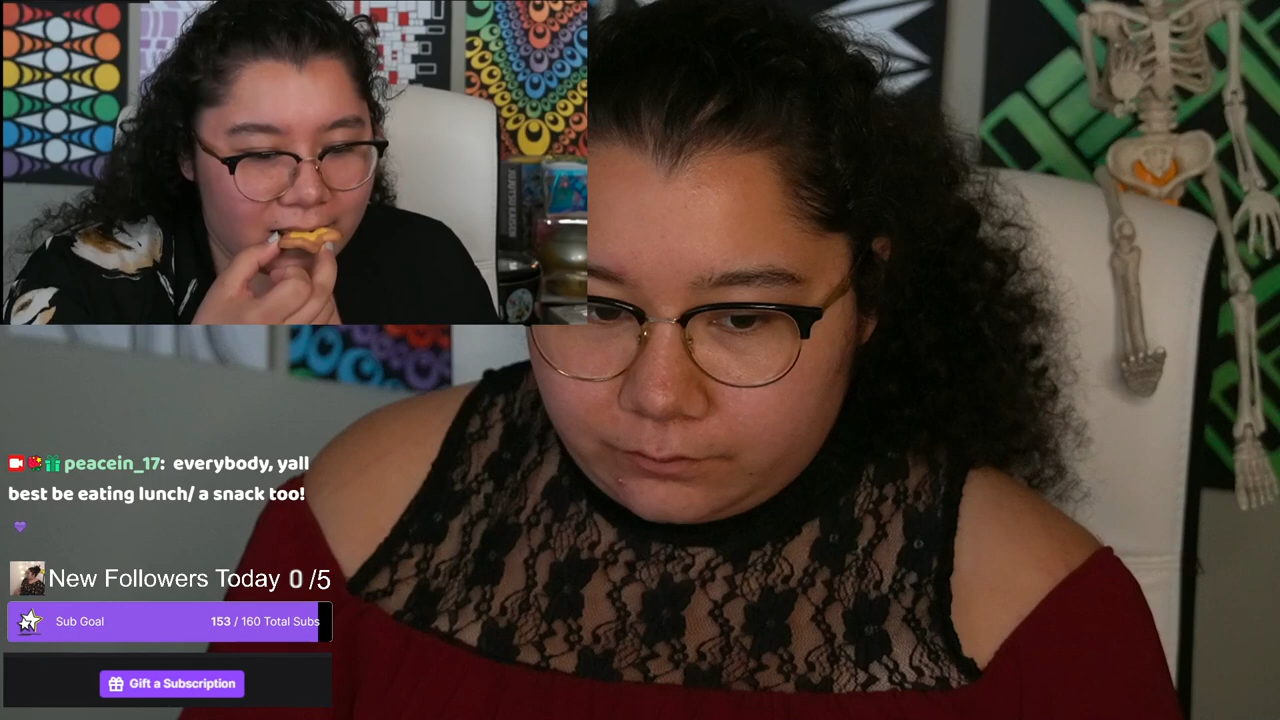 peacein_17: everybody, yall
best be eating lunch/ a snack too!
New Followers Today 0 /5
Sub Goal 153 / 160 Total Subs
Gift a Subscription